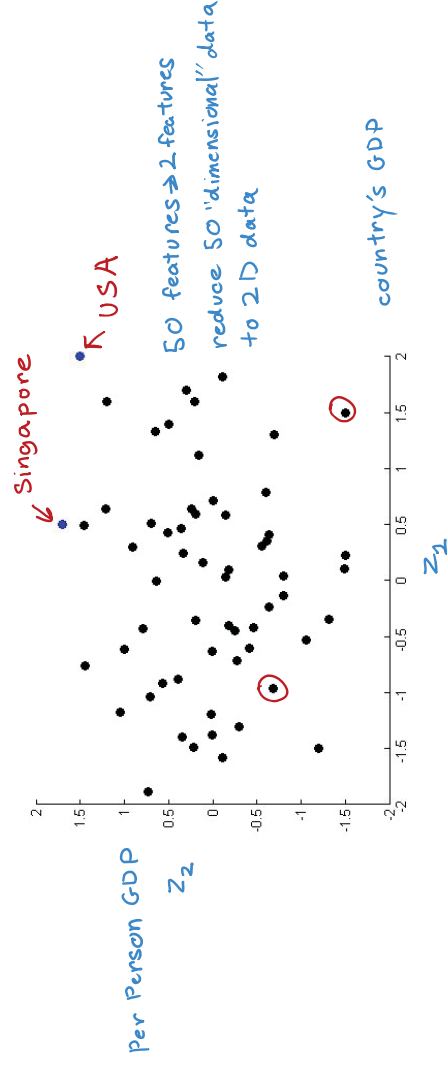 Singapore
USA
per Person GDP
z₂
50 features → 2 features
reduce 50 "dimensional" data
to 2D data
2
1.5
1
0.5
0
-0.5
-1
-1.5
-2
-2 -1.5 -1 -0.5 0 0.5 1 1.5 2
country's GDP
z₁